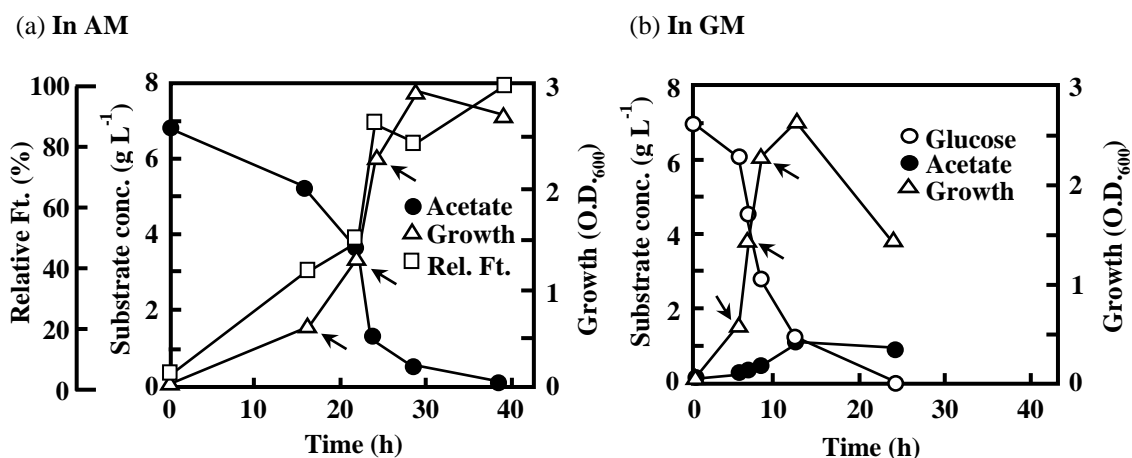 (a) In AM
Relative Ft. (%)
100
80
60
40
20
0
Substrate conc. (g L⁻¹)
8
6
4
2
0
Acetate
Growth
Rel. Ft.
3
2
1
0
Growth (O.D.₆₀₀)
0 10 20 30 40
Time (h)
(b) In GM
Substrate conc. (g L⁻¹)
8
6
4
2
0
Glucose
Acetate
Growth
3
2
1
0
Growth (O.D.₆₀₀)
0 10 20 30 40
Time (h)